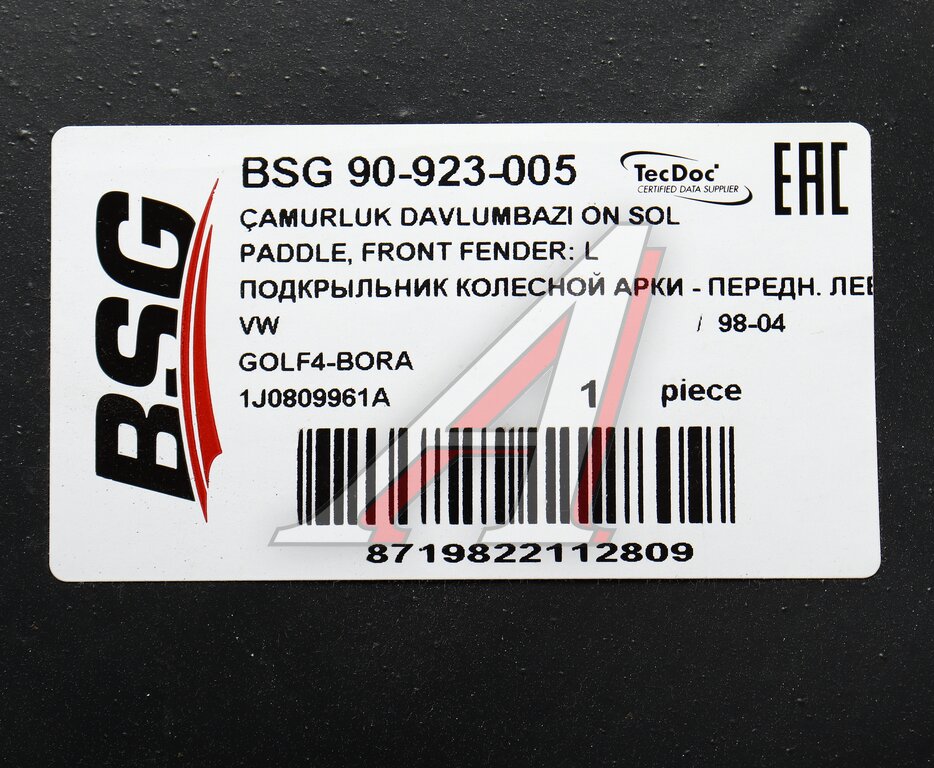 BSG
BSG 90-923-005
TecDoc
CERTIFIED DATA SUPPLIER
EAC
ÇAMURLUK DAVLUMBAZI ON SOL
PADDLE, FRONT FENDER: L
ПОДКРЫЛЬНИК КОЛЕСНОЙ АРКИ - ПЕРЕДН. ЛЕВ
VW / 98-04
GOLF4-BORA
1J0809961A 1 piece
8719822112809